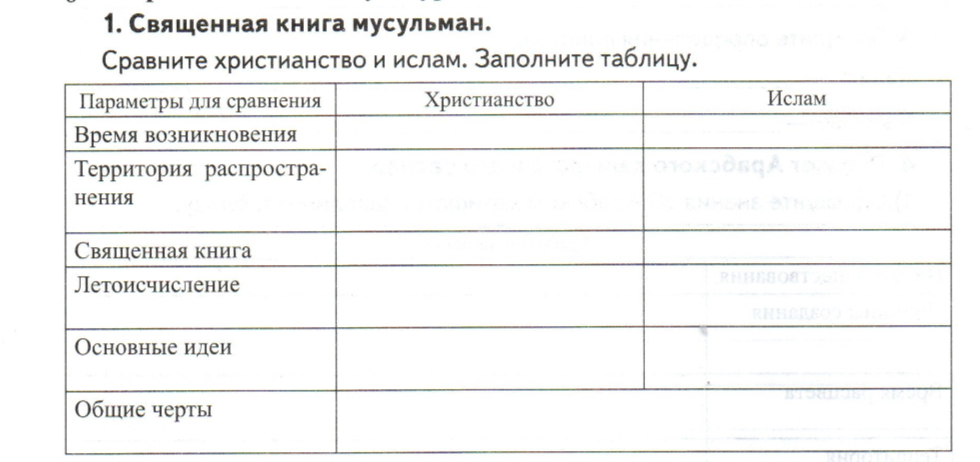 1. Священная книга мусульман.
Сравните христианство и ислам. Заполните таблицу.
Параметры для сравнения Христианство Ислам
Время возникновения
Территория распростра-
нения
Священная книга
Летоисчисление
Основные идеи
Общие черты